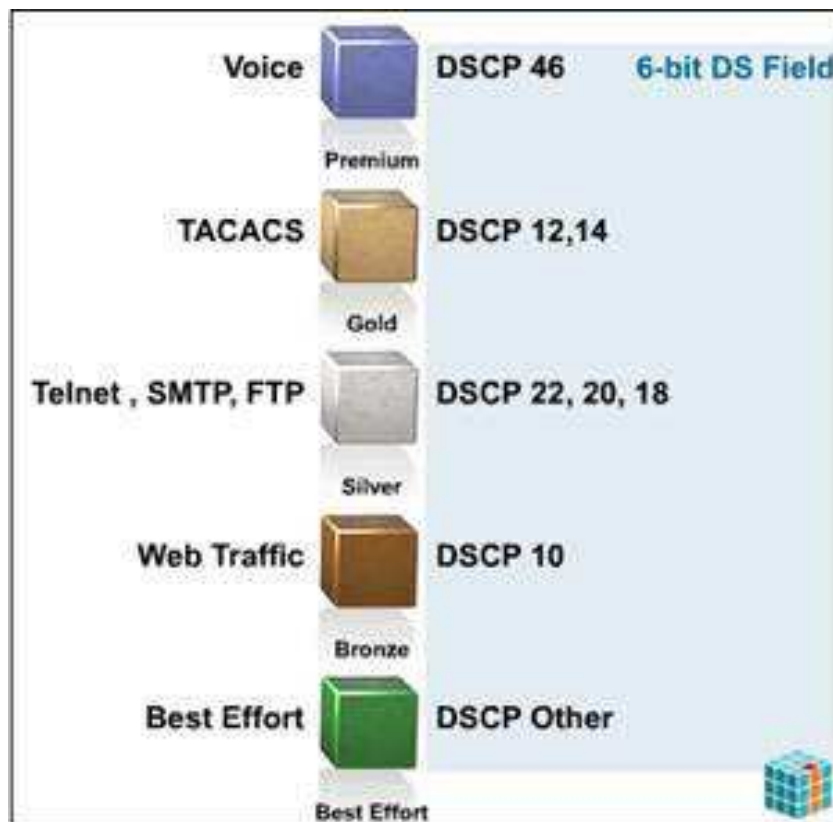 Voice DSCP 46 6-bit DS Field
Premium
TACACS DSCP 12,14
Gold
Telnet , SMTP, FTP DSCP 22, 20, 18
Silver
Web Traffic DSCP 10
Bronze
Best Effort DSCP Other
Best Effort